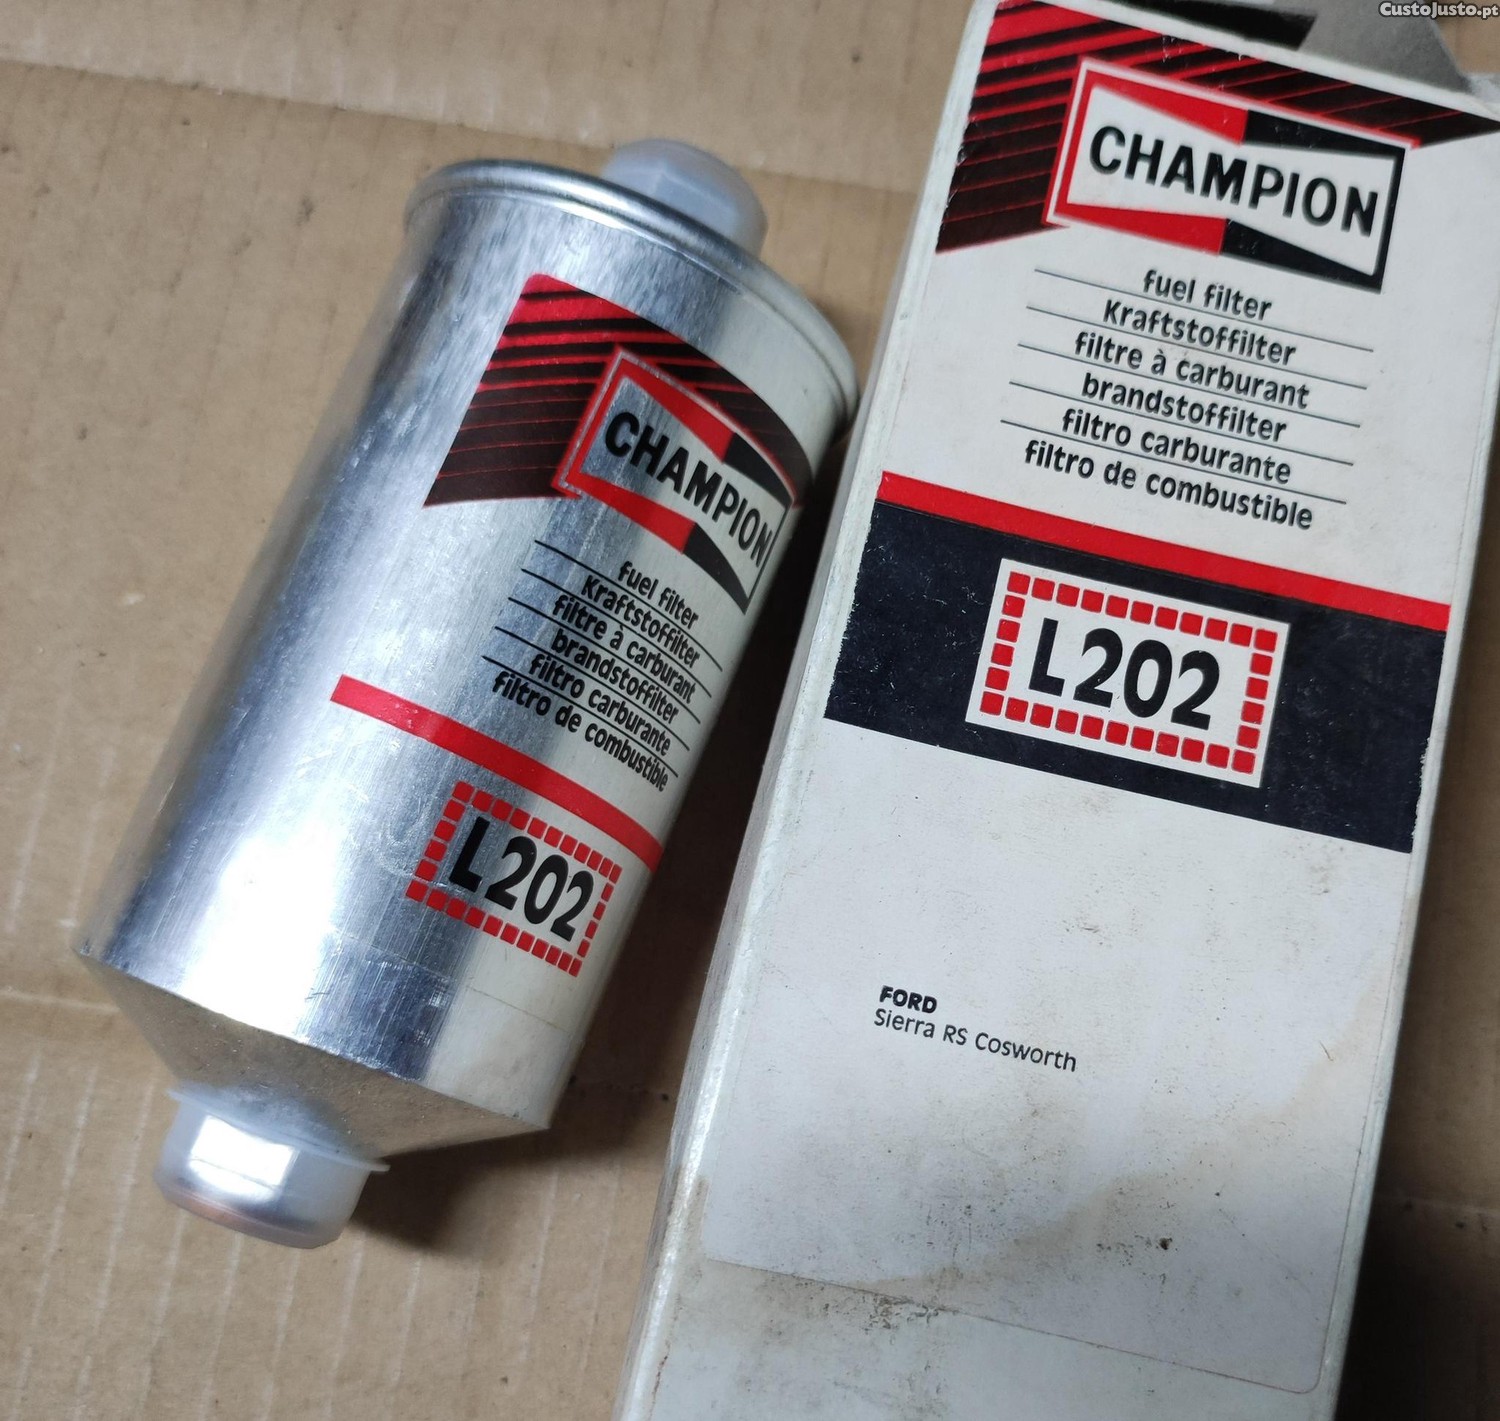 CustoJusto.pt
CHAMPION
fuel filter
Kraftstoffilter
filtre à carburant
brandstoffilter
filtro carburante
filtro de combustible
L202
CHAMPION
fuel filter
Kraftstoffilter
filtre à carburant
brandstoffilter
filtro carburante
filtro de combustible
L202
FORD
Sierra RS Cosworth